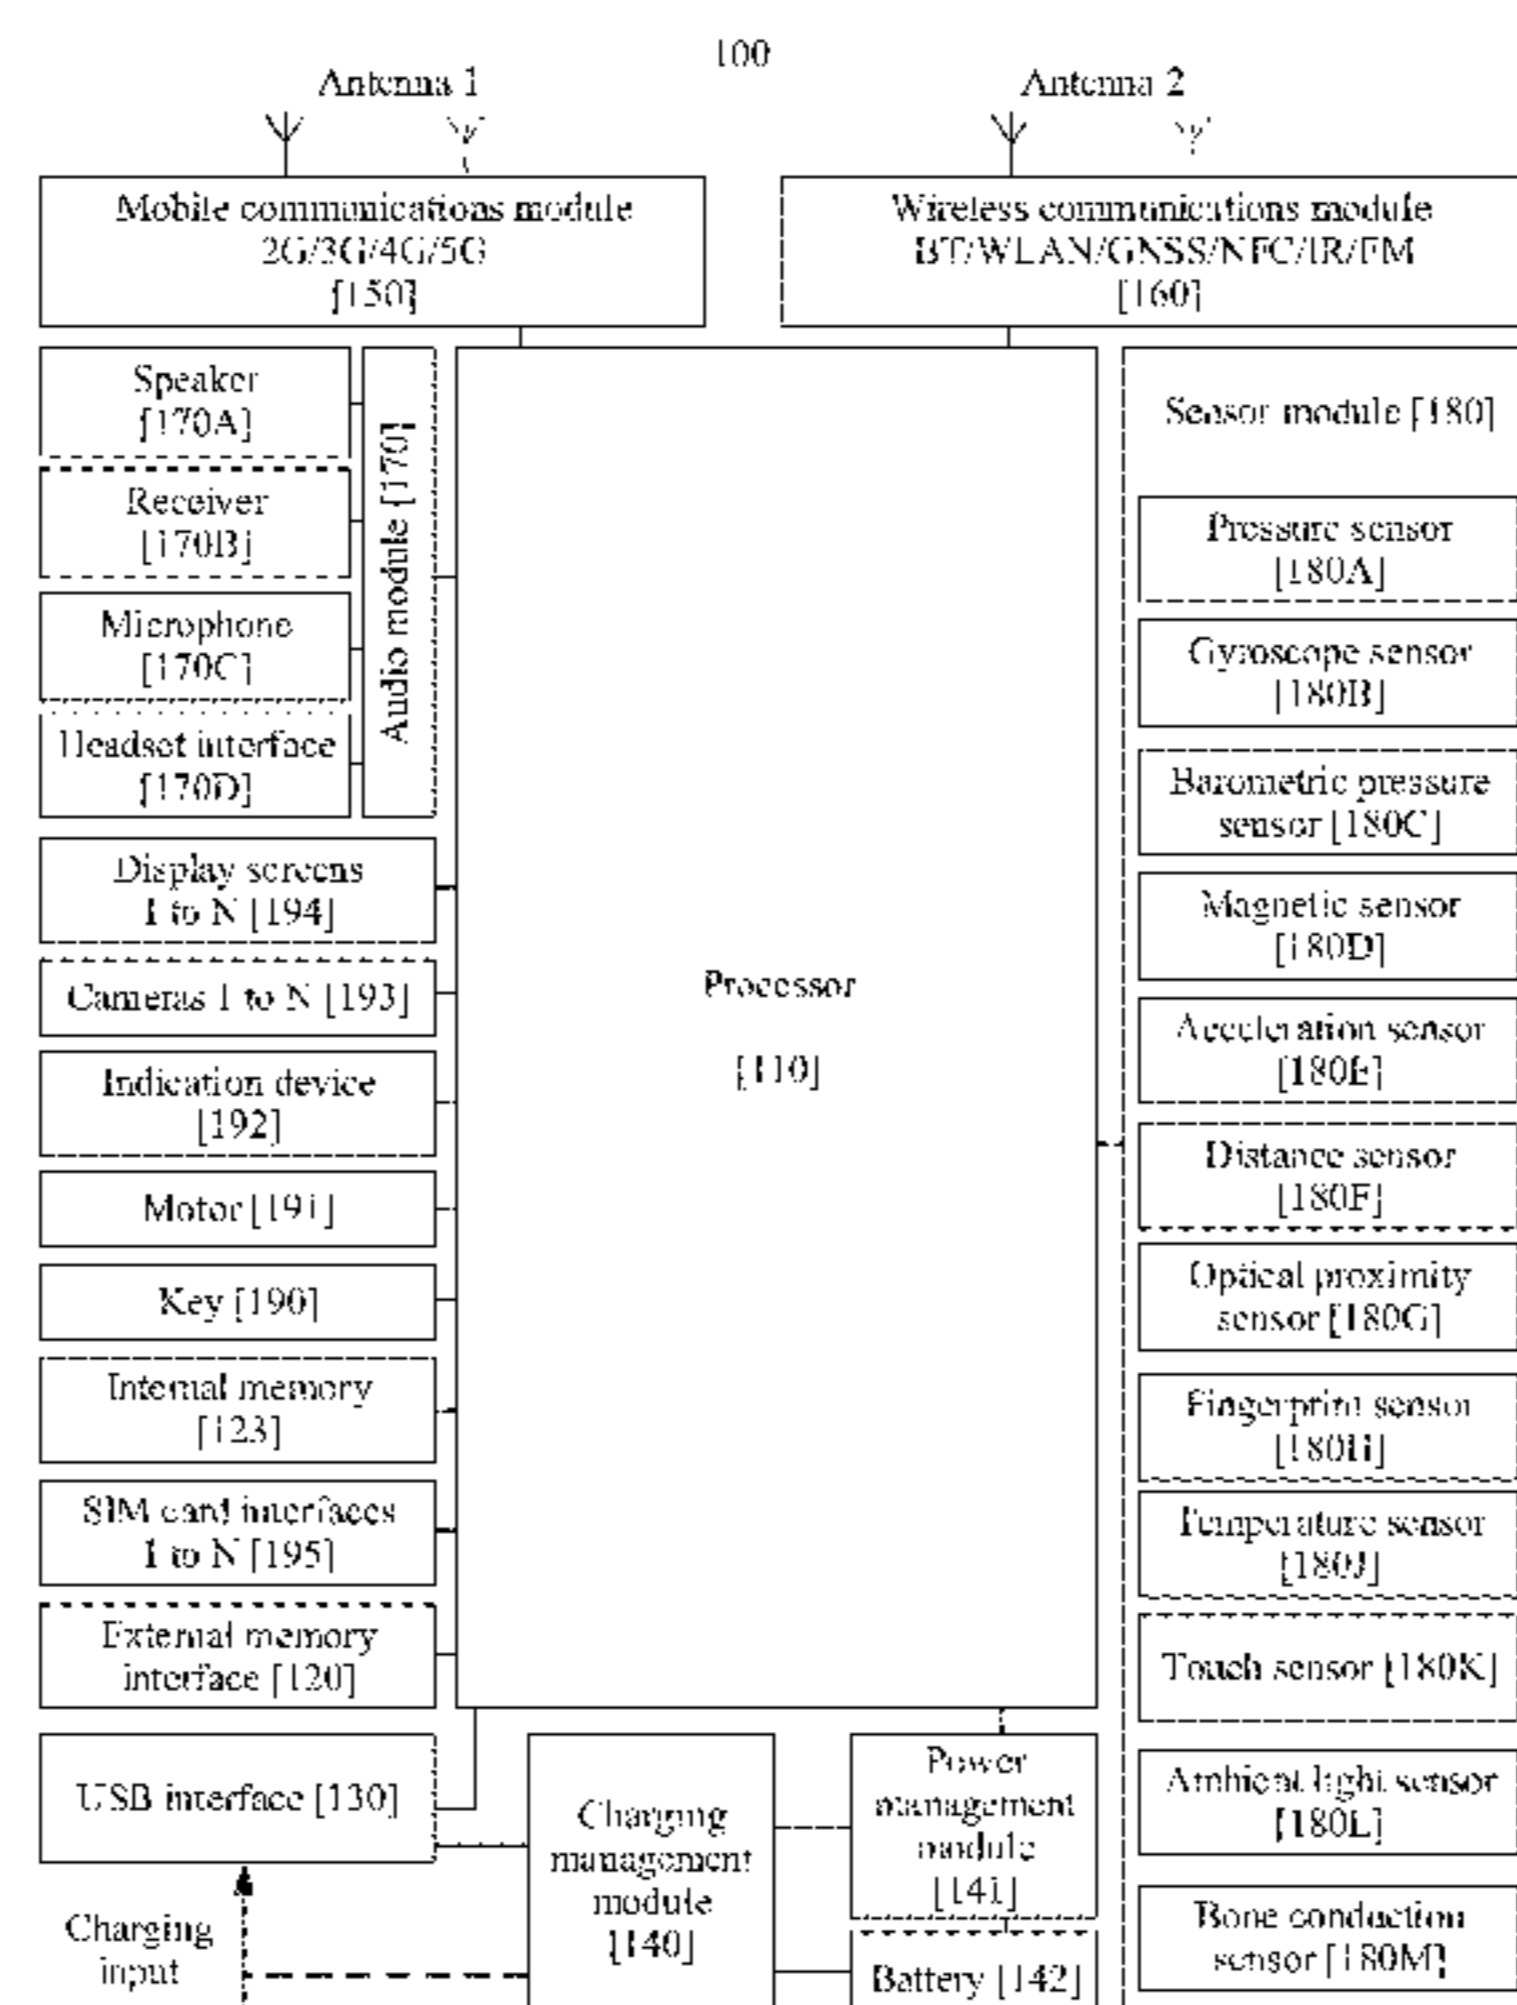 100
Antenna 1
Antenna 2
Mobile communications module
2G/3G/4G/5G
[150]
Wireless communications module
BT/WLAN/GNSS/NFC/IR/FM
[160]
Speaker
[170A]
Receiver
[170B]
Microphone
[170C]
Headset interface
[170D]
Audio module [170]
Display screens
1 to N [194]
Cameras 1 to N [193]
Indication device
[192]
Motor [191]
Key [190]
Internal memory
[123]
SIM card interfaces
1 to N [195]
External memory
interface [120]
USB interface [130]
Charging
input
Processor
[110]
Charging
management
module
[140]
Power
management
module
[141]
Battery [142]
Sensor module [180]
Pressure sensor
[180A]
Gyroscope sensor
[180B]
Barometric pressure
sensor [180C]
Magnetic sensor
[180D]
Acceleration sensor
[180E]
Distance sensor
[180F]
Optical proximity
sensor [180G]
Fingerprint sensor
[180H]
Temperature sensor
[180J]
Touch sensor [180K]
Ambient light sensor
[180L]
Bone conduction
sensor [180M]